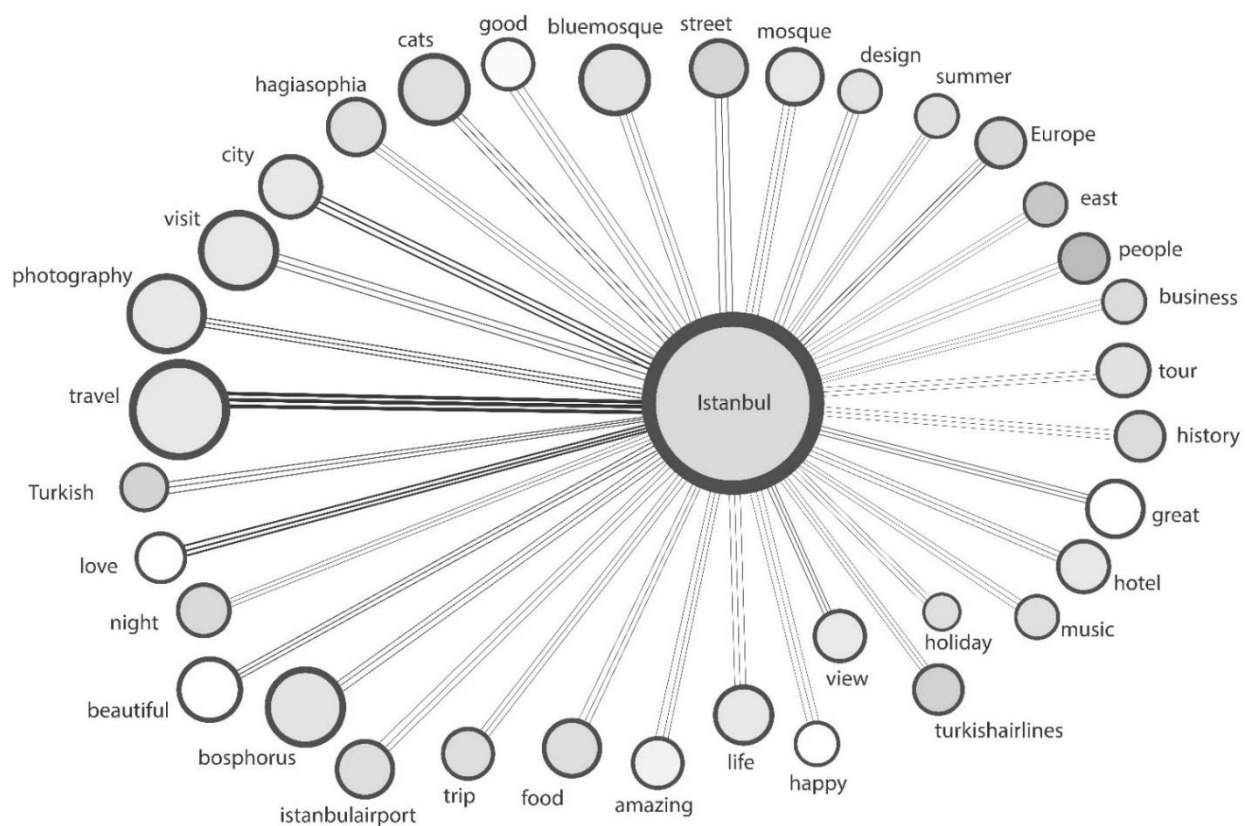 good
bluemosque
street
mosque
cats
design
summer
hagiasophia
Europe
city
east
visit
people
photography
business
tour
travel
Istanbul
history
Turkish
great
love
hotel
night
holiday
music
view
beautiful
turkishairlines
bosphorus
life
happy
trip
food
amazing
istanbulairport